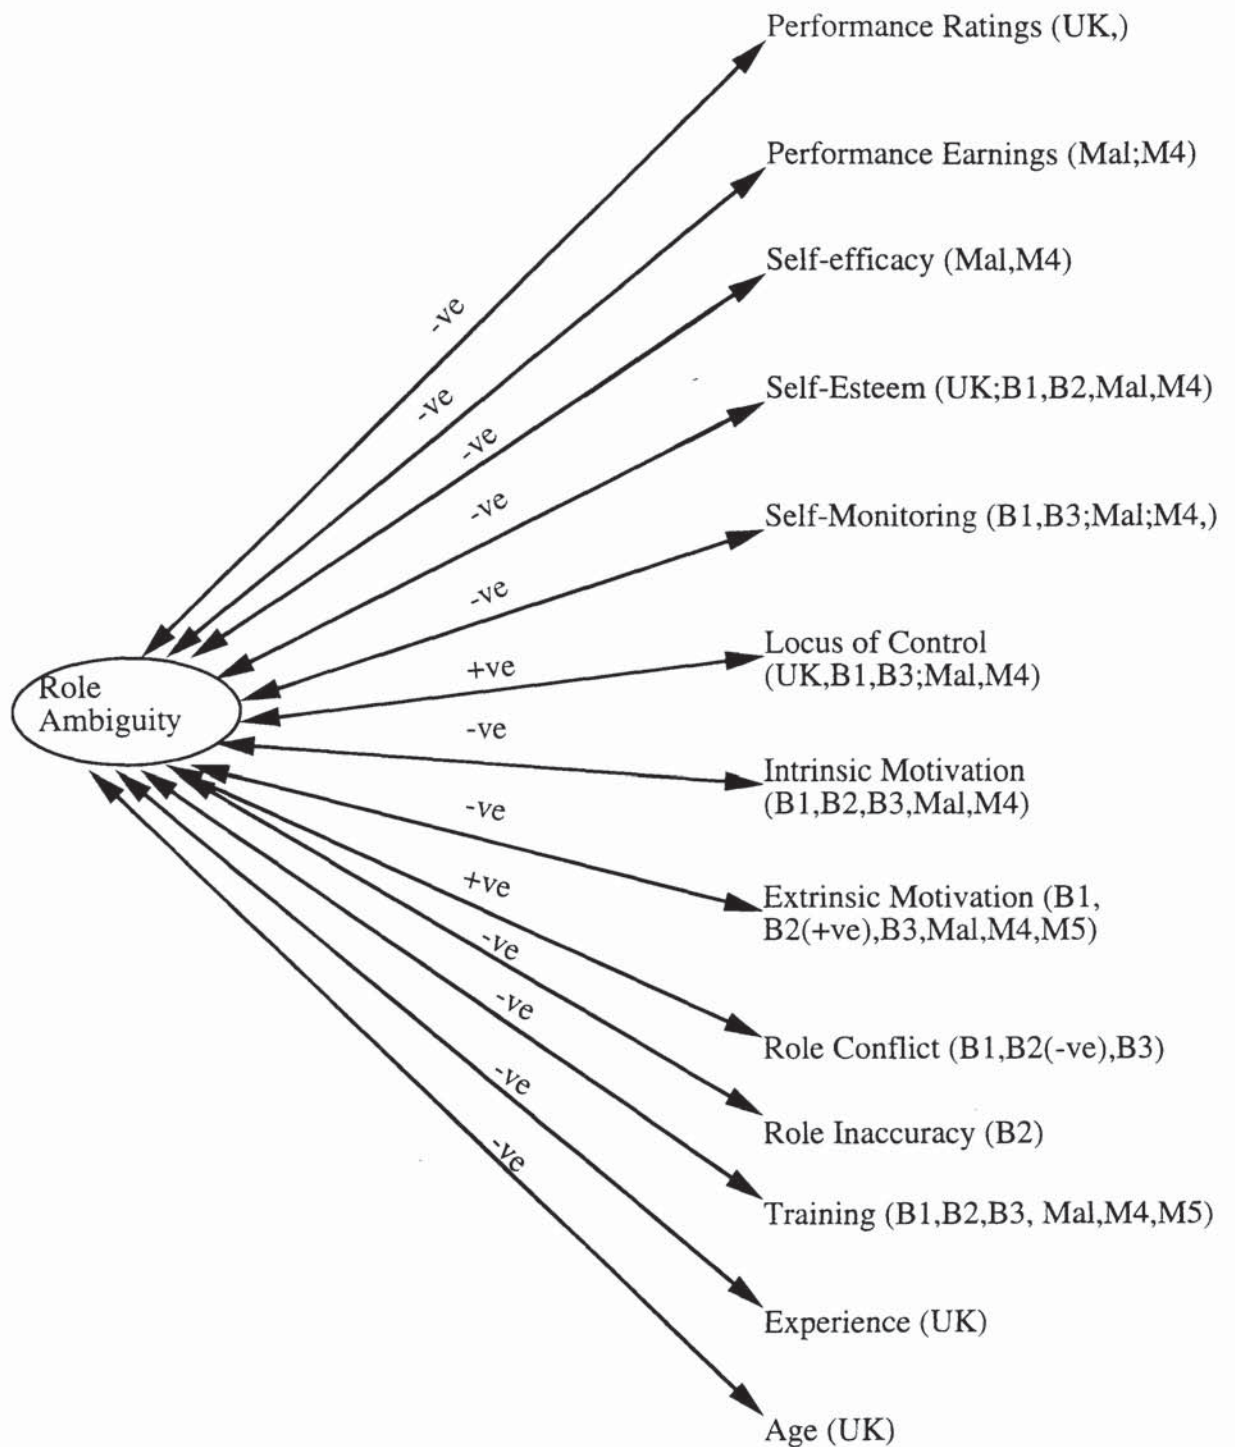 Performance Ratings (UK,)
Performance Earnings (Mal;M4)
Self-efficacy (Mal,M4)
-ve
Self-Esteem (UK;B1,B2,Mal,M4)
-ve
-ve
-ve
Self-Monitoring (B1,B3;Mal;M4,)
-ve
Locus of Control
(UK,B1,B3;Mal,M4)
+ve
Role
Ambiguity
-ve
Intrinsic Motivation
(B1,B2,B3,Mal,M4)
-ve
Extrinsic Motivation (B1,
B2(+ve),B3,Mal,M4,M5)
+ve
-ve
-ve
Role Conflict (B1,B2(-ve),B3)
-ve
Role Inaccuracy (B2)
-ve
Training (B1,B2,B3, Mal,M4,M5)
Experience (UK)
Age (UK)